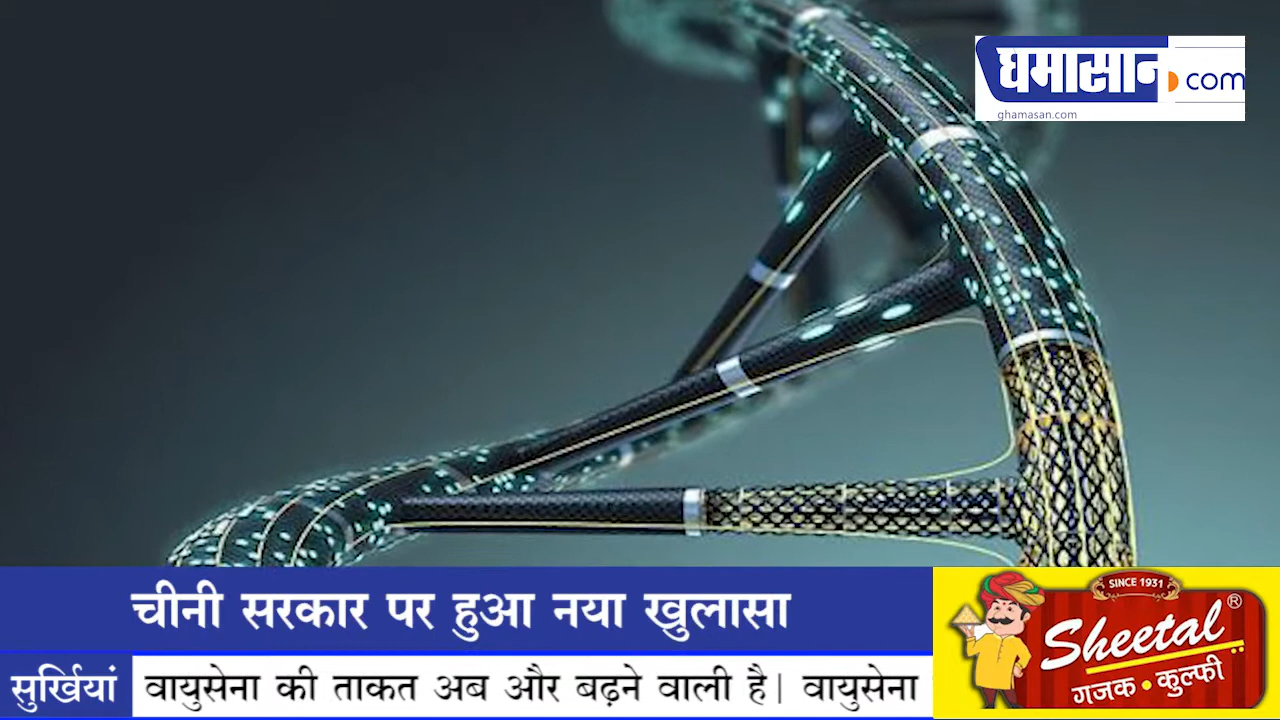 घमासान.com
ghamasan.com
चीनी सरकार पर हुआ नया खुलासा
सुर्खियां
वायुसेना की ताकत अब और बढ़ने वाली है। वायुसेना
SINCE 1931
Sheetal®
गजक • कुल्फी